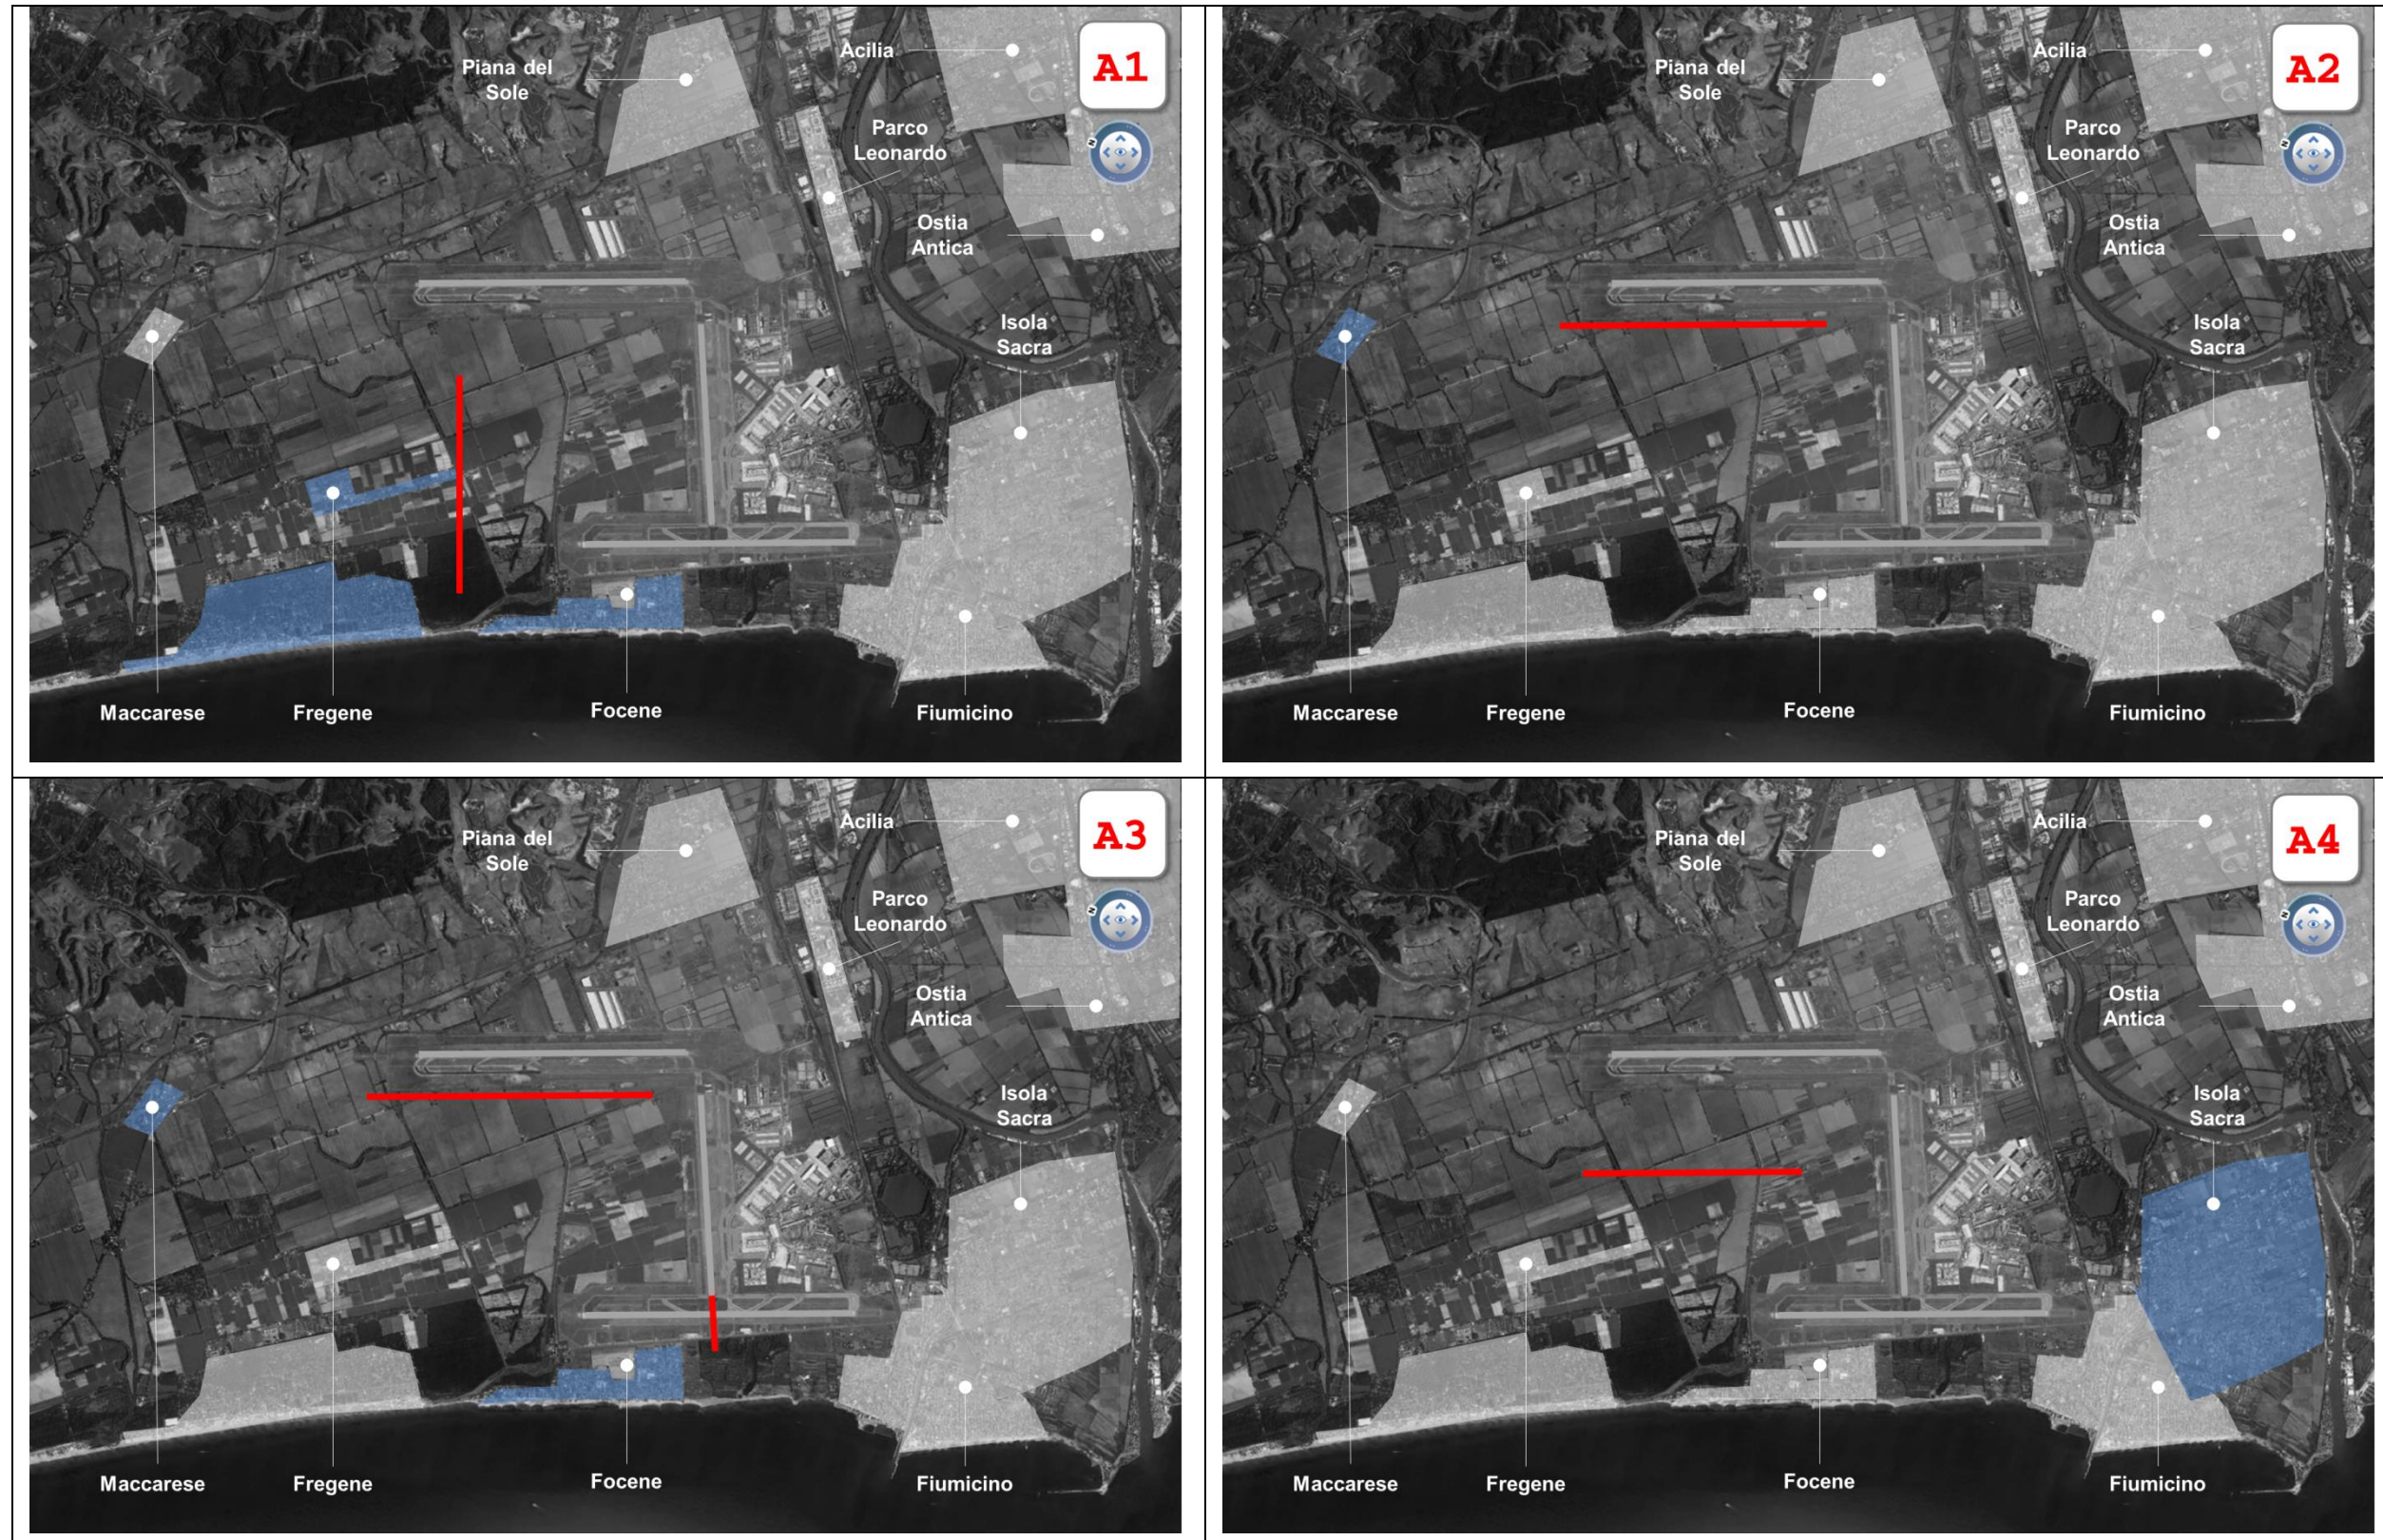 Piana del
Sole
Acilia
A1
N
Parco
Leonardo
Ostia
Antica
Isola
Sacra
Maccarese
Fregene
Focene
Fiumicino
Piana del
Sole
Acilia
A2
N
Parco
Leonardo
Ostia
Antica
Isola
Sacra
Maccarese
Fregene
Focene
Fiumicino
Piana del
Sole
Acilia
A3
N
Parco
Leonardo
Ostia
Antica
Isola
Sacra
Maccarese
Fregene
Focene
Fiumicino
Piana del
Sole
Acilia
A4
N
Parco
Leonardo
Ostia
Antica
Isola
Sacra
Maccarese
Fregene
Focene
Fiumicino